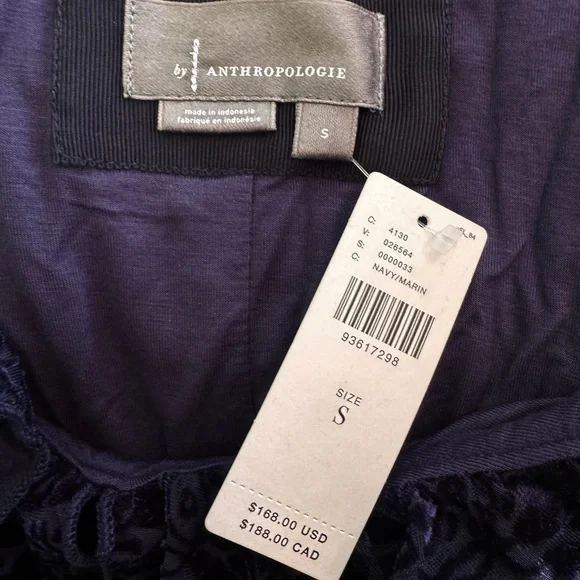 by ANTHROPOLOGIE
made in indonesia
fabriqué en indonésie
S
C: 4130
V: 026564
S: 0000033
C: NAVY/MARIN
93617298
SIZE
S
$168.00 USD
$188.00 CAD